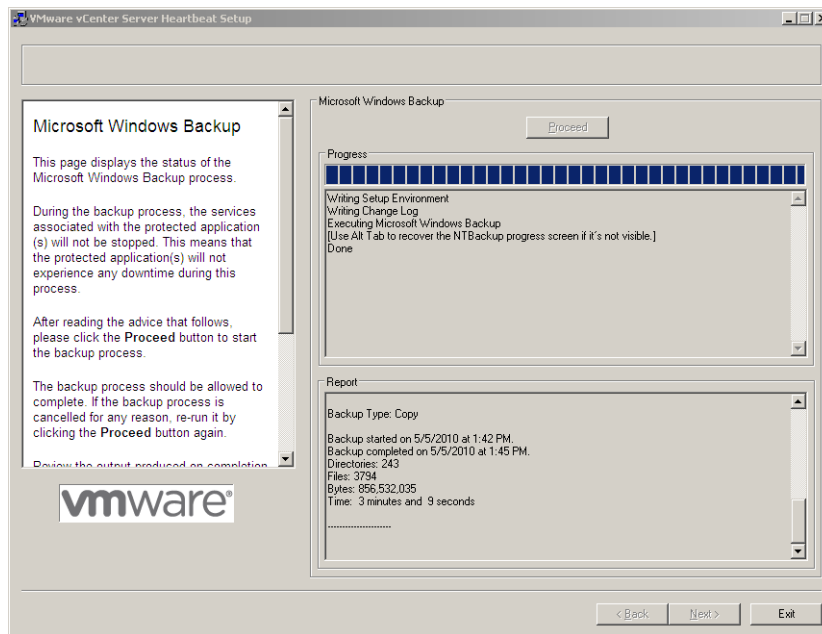 VMware vCenter Server Heartbeat Setup
Microsoft Windows Backup
This page displays the status of the
Microsoft Windows Backup process.
During the backup process, the services
associated with the protected application
(s) will not be stopped. This means that
the protected application(s) will not
experience any downtime during this
process.
After reading the advice that follows,
please click the Proceed button to start
the backup process.
The backup process should be allowed to
complete. If the backup process is
cancelled for any reason, re-run it by
clicking the Proceed button again.
Review the output produced on completion
vmware®
Microsoft Windows Backup
Proceed
Progress
Writing Setup Environment
Writing Change Log
Executing Microsoft Windows Backup
[Use Alt Tab to recover the NTBackup progress screen if it's not visible.]
Done
Report
Backup Type: Copy
Backup started on 5/5/2010 at 1:42 PM.
Backup completed on 5/5/2010 at 1:45 PM.
Directories: 243
Files: 3794
Bytes: 856,532,035
Time: 3 minutes and 9 seconds
----------------------
< Back
Next >
Exit